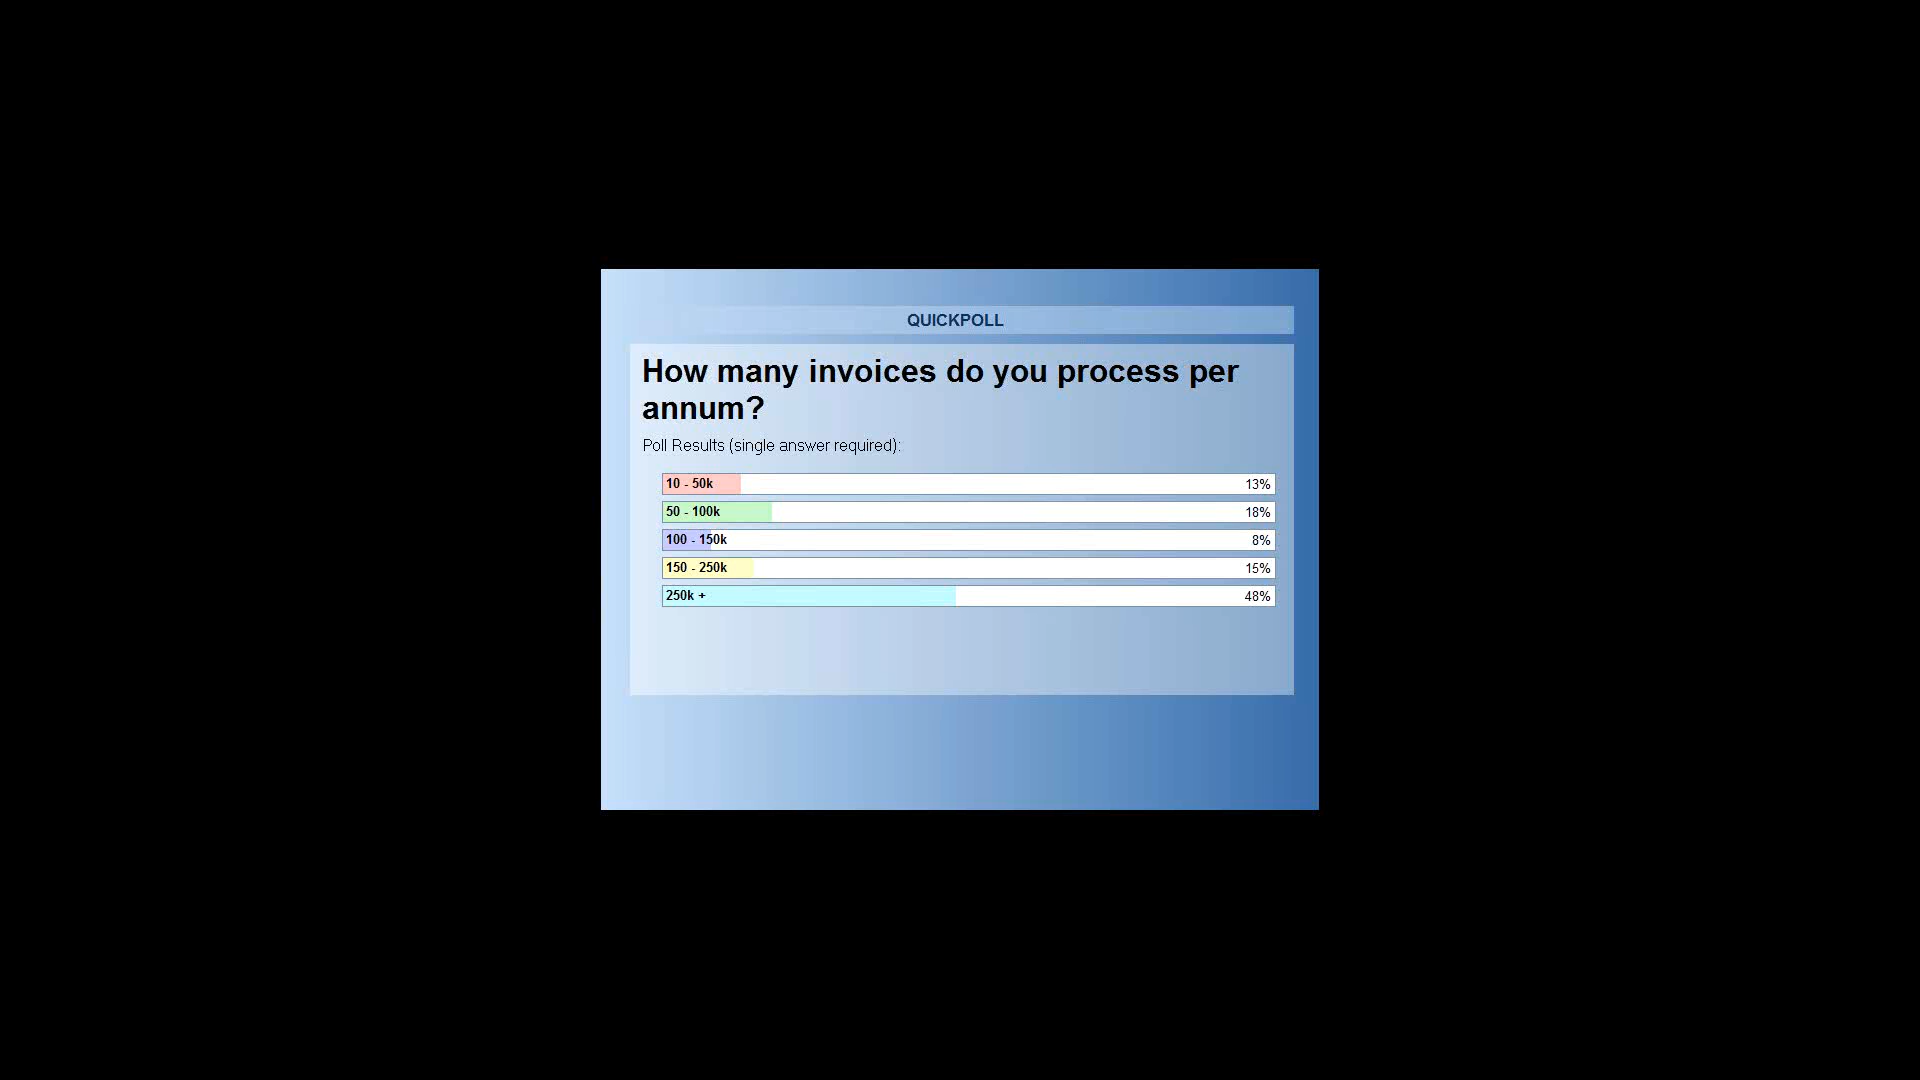 QUICKPOLL
How many invoices do you process per
annum?
Poll Results (single answer required):
10 - 50k 13%
50 - 100k 18%
100 - 150k 8%
150 - 250k 15%
250k + 48%